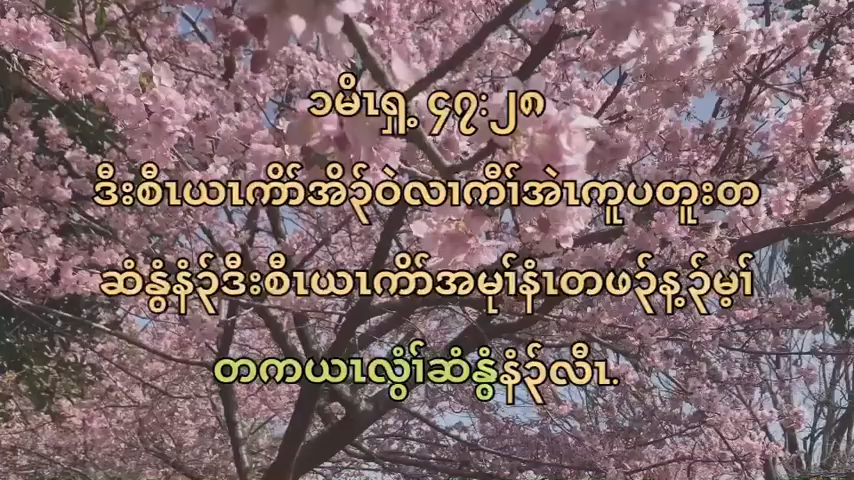 ၁မိၤရှ့ ၄၇:၂၈
ဒီးစီၤယၤကိာ်အိၣ်ဝဲလၢကီၢ်အဲၤကူပတူးတ
ဆံနွံနံၣ်ဒီးစီၤယၤကိာ်အမုၢ်နံၤတဖၣ်န့ၣ်မ့ၢ်
တကယၤလွံၢ်ဆံနွံနံၣ်လီၤ.